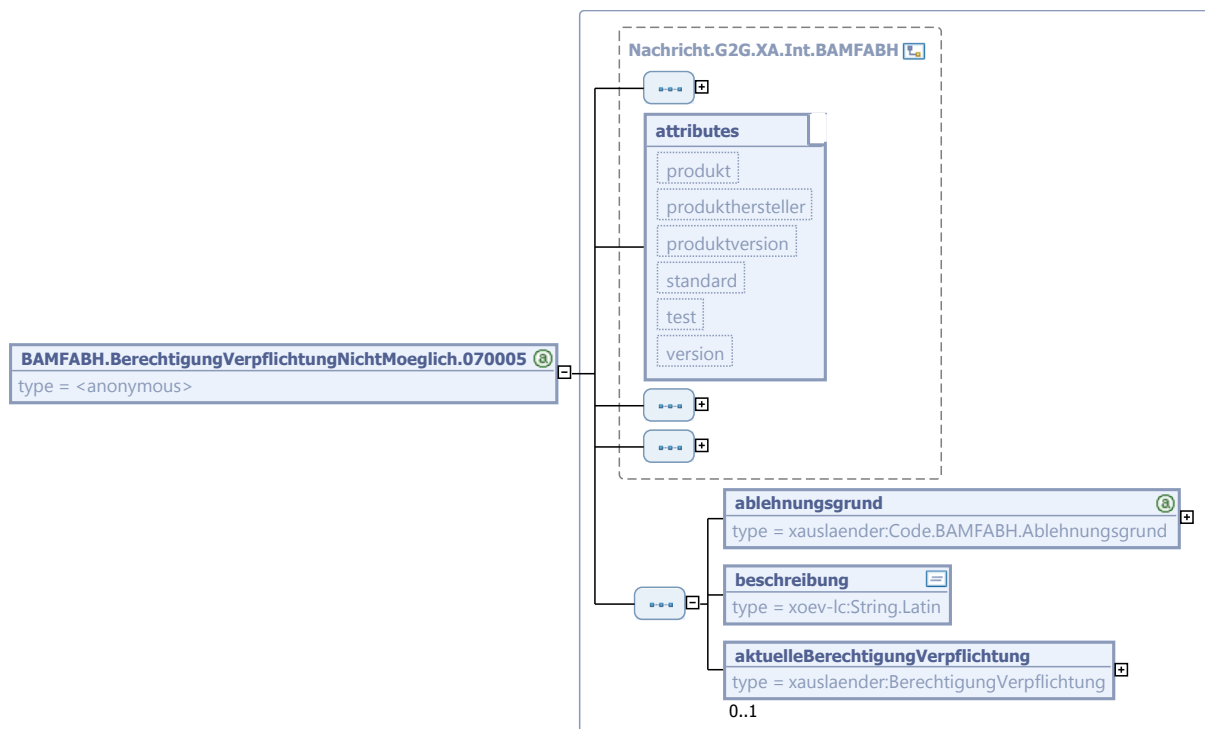 Nachricht.G2G.XA.Int.BAMFABH
attributes
produkt
produkthersteller
produktversion
standard
test
version
BAMFABH.BerechtigungVerpflichtungNichtMoeglich.070005
type = <anonymous>
ablehnungsgrund
type = xauslaender:Code.BAMFABH.Ablehnungsgrund
beschreibung
type = xoev-lc:String.Latin
aktuelleBerechtigungVerpflichtung
type = xauslaender:BerechtigungVerpflichtung
0..1